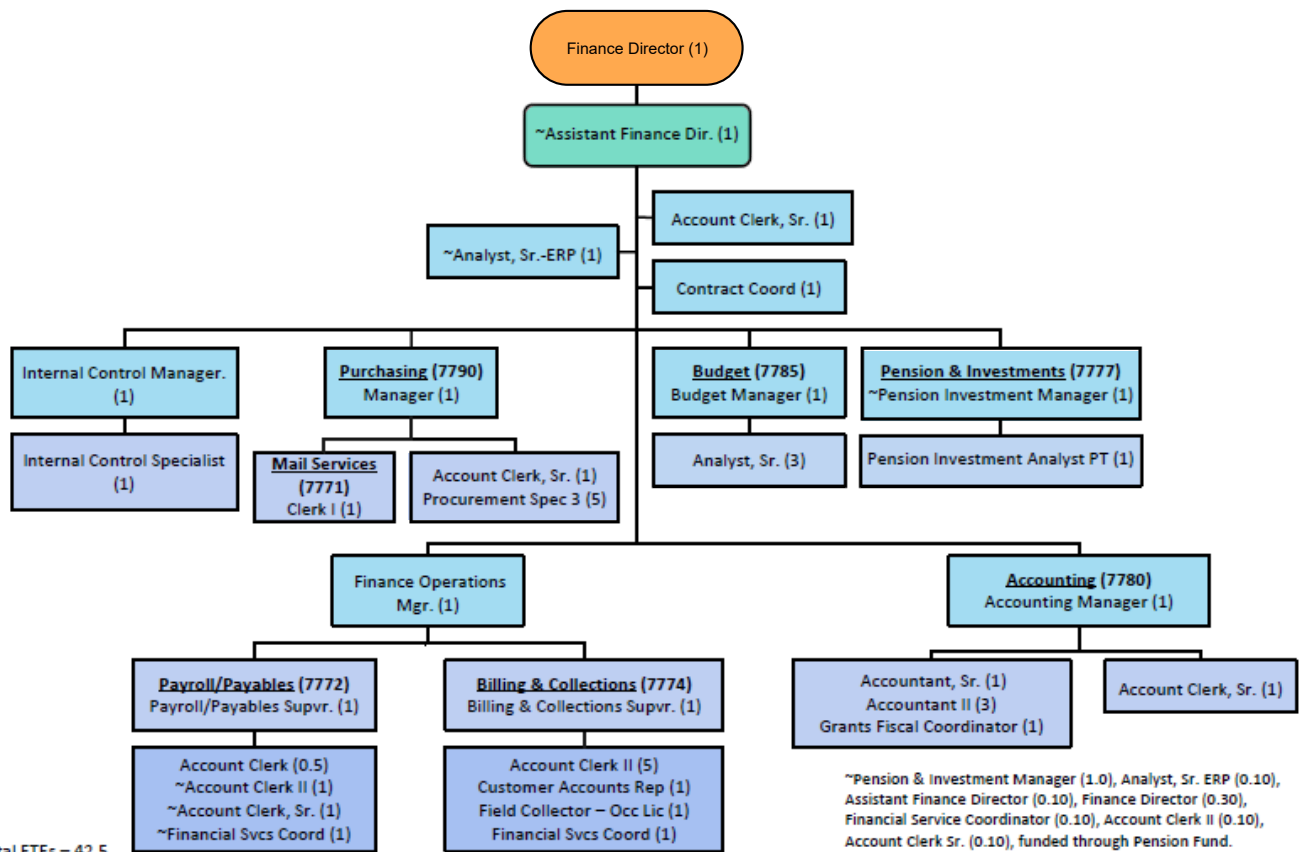 Finance Director (1)
~Assistant Finance Dir. (1)
Account Clerk, Sr. (1)
~Analyst, Sr.-ERP (1)
Contract Coord (1)
Internal Control Manager.
(1)
Purchasing (7790)
Manager (1)
Budget (7785)
Budget Manager (1)
Pension & Investments (7777)
~Pension Investment Manager (1)
Internal Control Specialist
(1)
Mail Services
(7771)
Clerk I (1)
Account Clerk, Sr. (1)
Procurement Spec 3 (5)
Analyst, Sr. (3)
Pension Investment Analyst PT (1)
Finance Operations
Mgr. (1)
Accounting (7780)
Accounting Manager (1)
Payroll/Payables (7772)
Payroll/Payables Supvr. (1)
Billing & Collections (7774)
Billing & Collections Supvr. (1)
Accountant, Sr. (1)
Accountant II (3)
Grants Fiscal Coordinator (1)
Account Clerk, Sr. (1)
Account Clerk (0.5)
~Account Clerk II (1)
~Account Clerk, Sr. (1)
~Financial Svcs Coord (1)
Account Clerk II (5)
Customer Accounts Rep (1)
Field Collector – Occ Lic (1)
Financial Svcs Coord (1)
~Pension & Investment Manager (1.0), Analyst, Sr. ERP (0.10),
Assistant Finance Director (0.10), Finance Director (0.30),
Financial Service Coordinator (0.10), Account Clerk II (0.10),
Account Clerk Sr. (0.10), funded through Pension Fund.
FTEs – 42.5